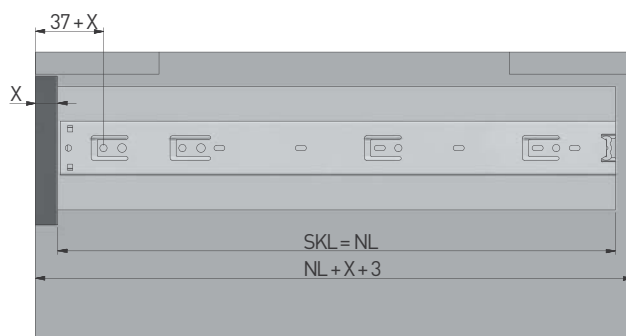 37 + X
X
SKL = NL
NL + X + 3